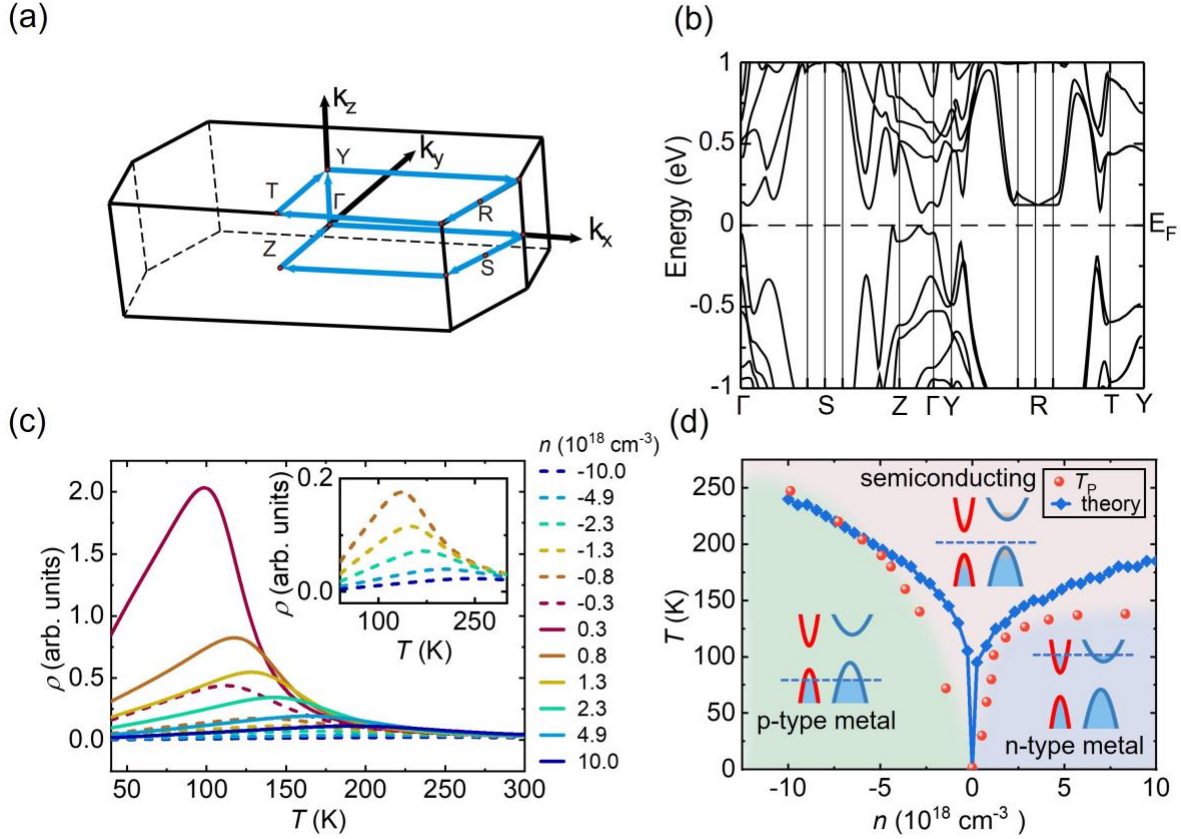 (a)
k_z
k_y
Y
T
Γ
R
k_x
Z
S
(b)
Energy (eV)
1
0.5
0
-0.5
-1
E_F
Γ S Z Γ Y R T Y
(c)
ρ (arb. units)
2.0
1.5
1.0
0.5
0.0
50 100 150 200 250 300
T (K)
ρ (arb. units)
0.2
0.0
100 250
T (K)
n (10^18 cm^-3)
-10.0
-4.9
-2.3
-1.3
-0.8
-0.3
0.3
0.8
1.3
2.3
4.9
10.0
(d)
semiconducting
T_P
theory
T (K)
250
200
150
100
50
0
p-type metal
n-type metal
-10 -5 0 5 10
n (10^18 cm^-3)